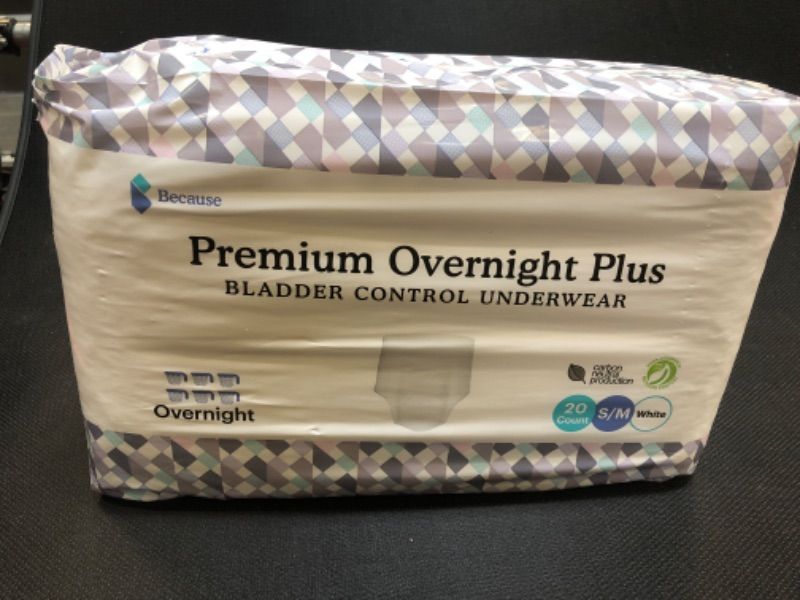 Because
Premium Overnight Plus
BLADDER CONTROL UNDERWEAR
Overnight
carbon
neutral
production
20
Count
S/M
White